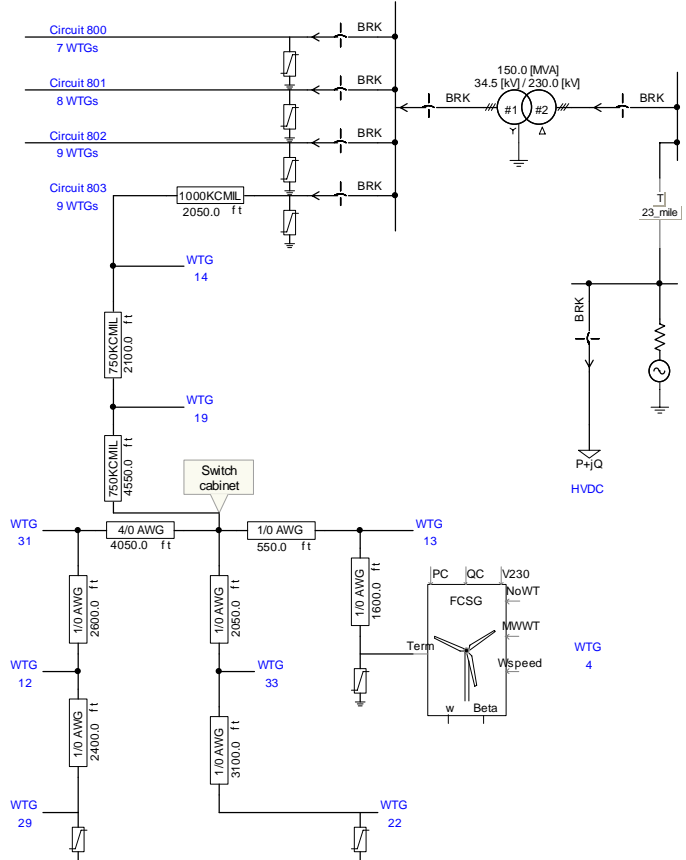 Circuit 800
7 WTGs
BRK
Circuit 801
8 WTGs
BRK
Circuit 802
9 WTGs
BRK
Circuit 803
9 WTGs
BRK
1000KCMIL
2050.0 ft
BRK
150.0 [MVA]
34.5 [kV] / 230.0 [kV]
#1 #2
BRK
T
23_mile
BRK
P+jQ
HVDC
WTG
14
750KCMIL
2100.0 ft
WTG
19
750KCMIL
4550.0 ft
Switch
cabinet
WTG
31
4/0 AWG
4050.0 ft
1/0 AWG
550.0 ft
WTG
13
1/0 AWG
2600.0 ft
1/0 AWG
2050.0 ft
1/0 AWG
1600.0 ft
PC QC V230
FCSG
NoWT
MWWT
Wspeed
Term
w Beta
WTG
4
WTG
12
33
WTG
1/0 AWG
2400.0 ft
1/0 AWG
3100.0 ft
WTG
29
WTG
22